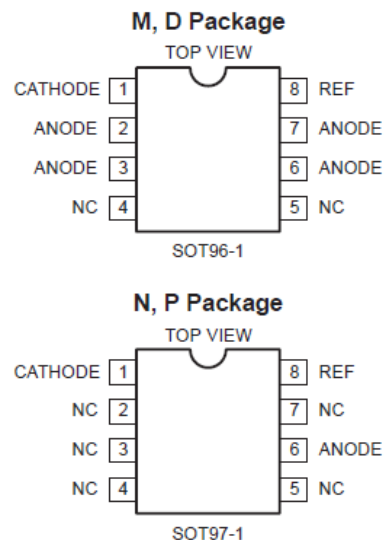 M, D Package
TOP VIEW
CATHODE 1 8 REF
ANODE 2 7 ANODE
ANODE 3 6 ANODE
NC 4 5 NC
SOT96-1
N, P Package
TOP VIEW
CATHODE 1 8 REF
NC 2 7 NC
NC 3 6 ANODE
NC 4 5 NC
SOT97-1